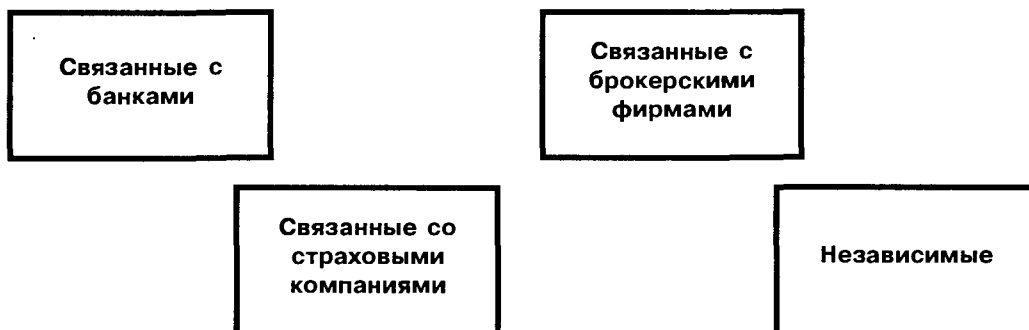 Связанные с
банками
Связанные с
брокерскими
фирмами
Связанные со
страховыми
компаниями
Независимые